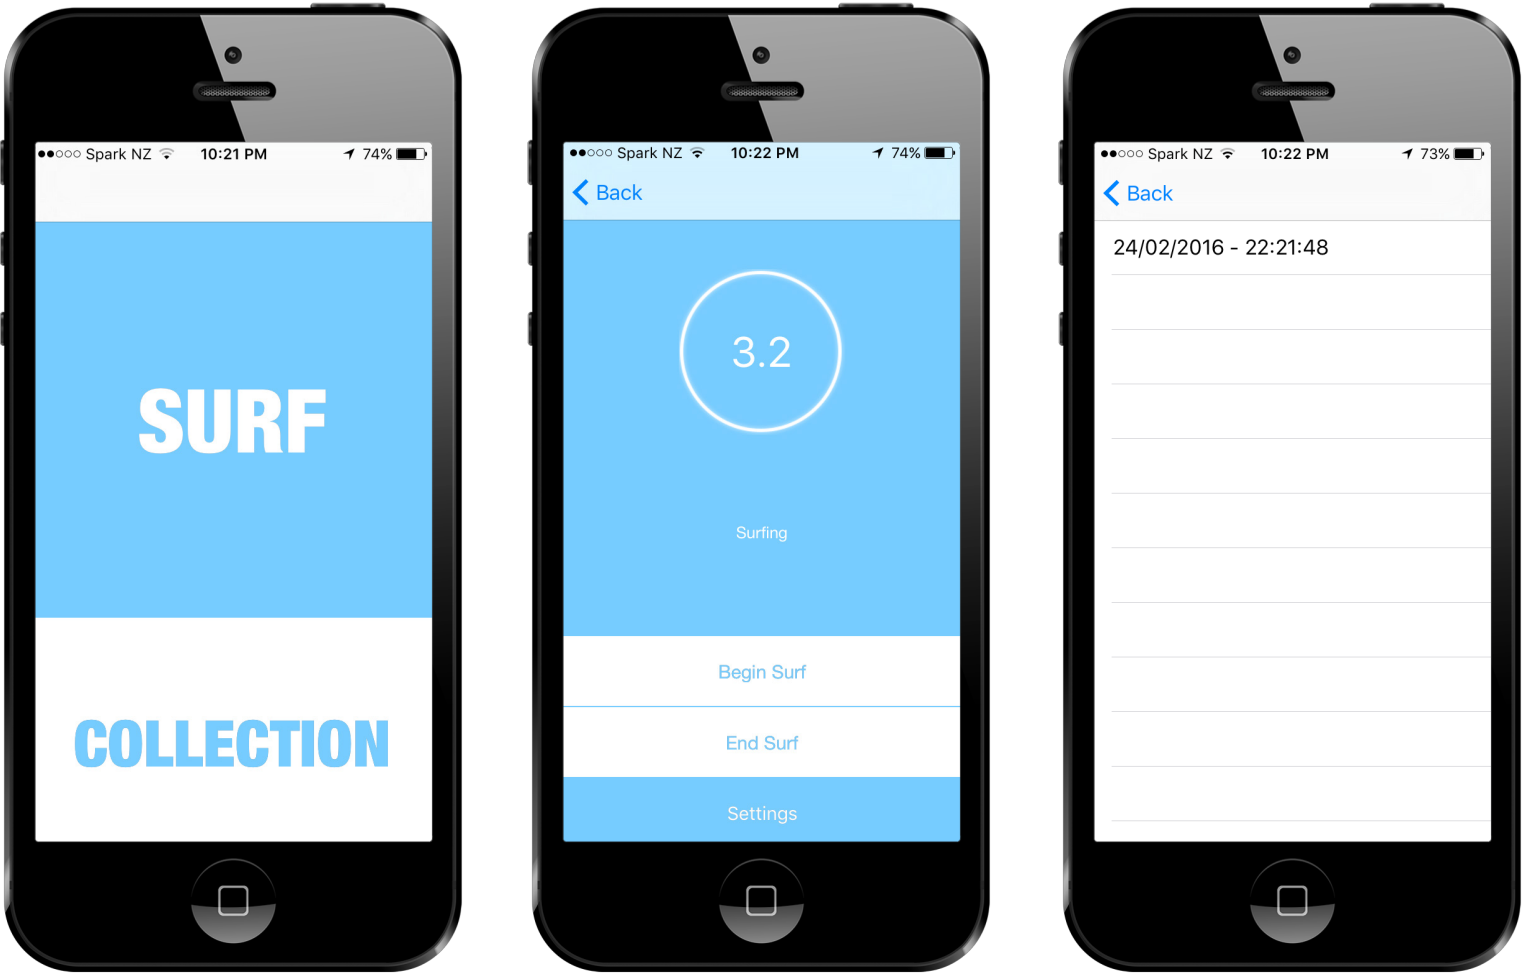 Spark NZ 10:21 PM 74%
SURF
COLLECTION
Spark NZ 10:22 PM 74%
Back
3.2
Surfing
Begin Surf
End Surf
Settings
Spark NZ 10:22 PM 73%
Back
24/02/2016 - 22:21:48